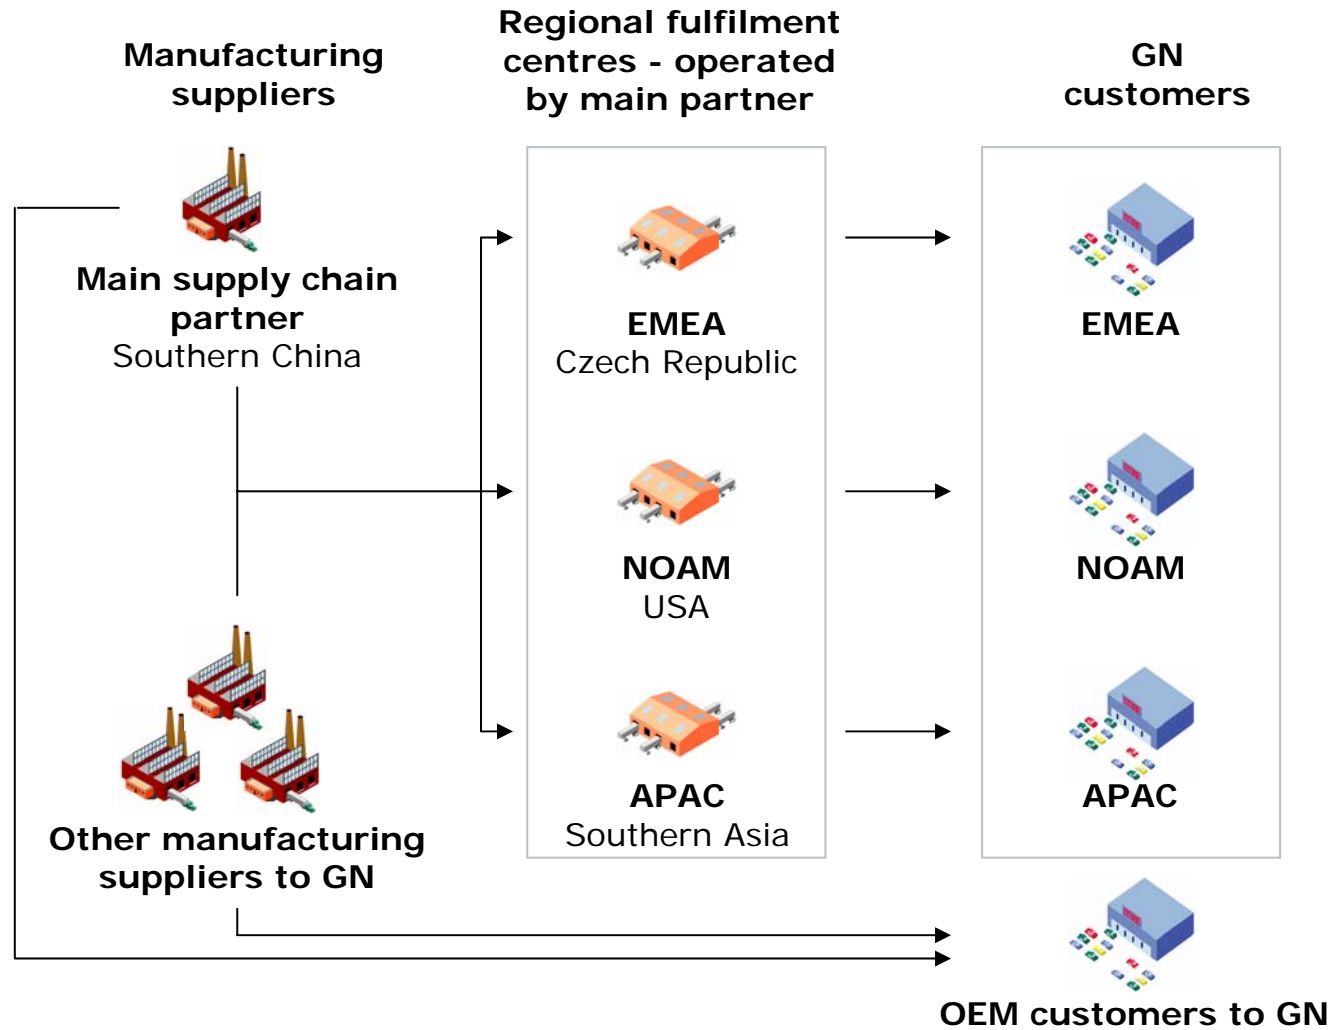 Manufacturing
suppliers
Regional fulfilment
centres - operated
by main partner
GN
customers
Main supply chain
partner
Southern China
EMEA
Czech Republic
EMEA
NOAM
USA
NOAM
APAC
Southern Asia
APAC
Other manufacturing
suppliers to GN
OEM customers to GN